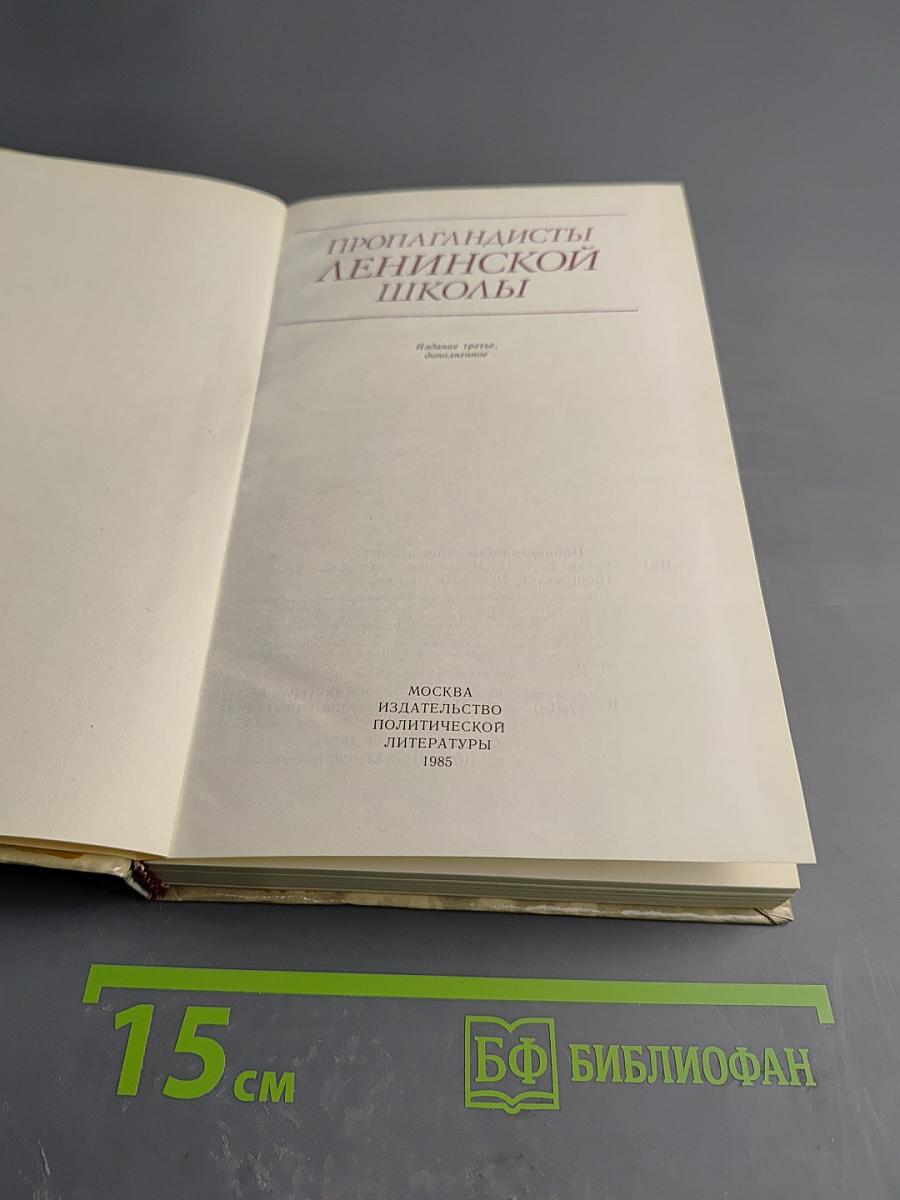 ПРОПАГАНДИСТЫ
ЛЕНИНСКОЙ
ШКОЛЫ
Издание третье,
дополненное
МОСКВА
ИЗДАТЕЛЬСТВО
ПОЛИТИЧЕСКОЙ
ЛИТЕРАТУРЫ
1985
15 см
БФ БИБЛИОФАН